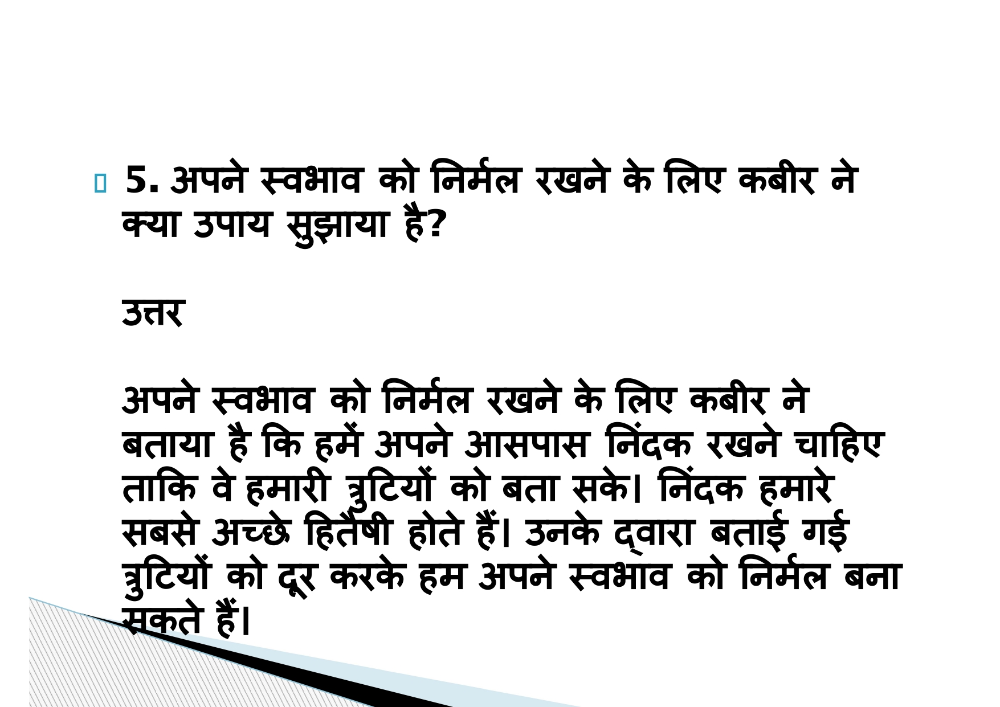 5. अपने स्वभाव को निर्मल रखने के लिए कबीर ने
क्या उपाय सुझाया है?
उत्तर
अपने स्वभाव को निर्मल रखने के लिए कबीर ने
बताया है कि हमें अपने आसपास निंदक रखने चाहिए
ताकि वे हमारी त्रुटियों को बता सके। निंदक हमारे
सबसे अच्छे हितैषी होते हैं। उनके द्वारा बताई गई
त्रुटियों को दूर करके हम अपने स्वभाव को निर्मल बना
सकते हैं।